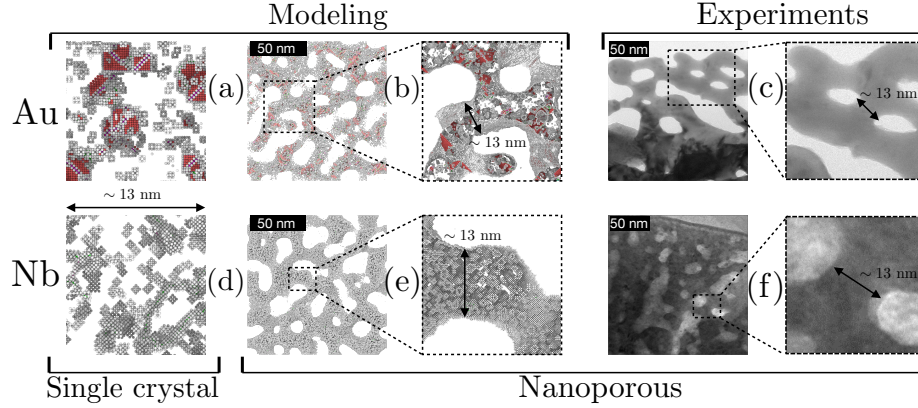 Modeling
Experiments
Au
(a)
50 nm
(b)
~ 13 nm
50 nm
(c)
~ 13 nm
~ 13 nm
Nb
(d)
50 nm
(e)
~ 13 nm
50 nm
(f)
~ 13 nm
Single crystal
Nanoporous